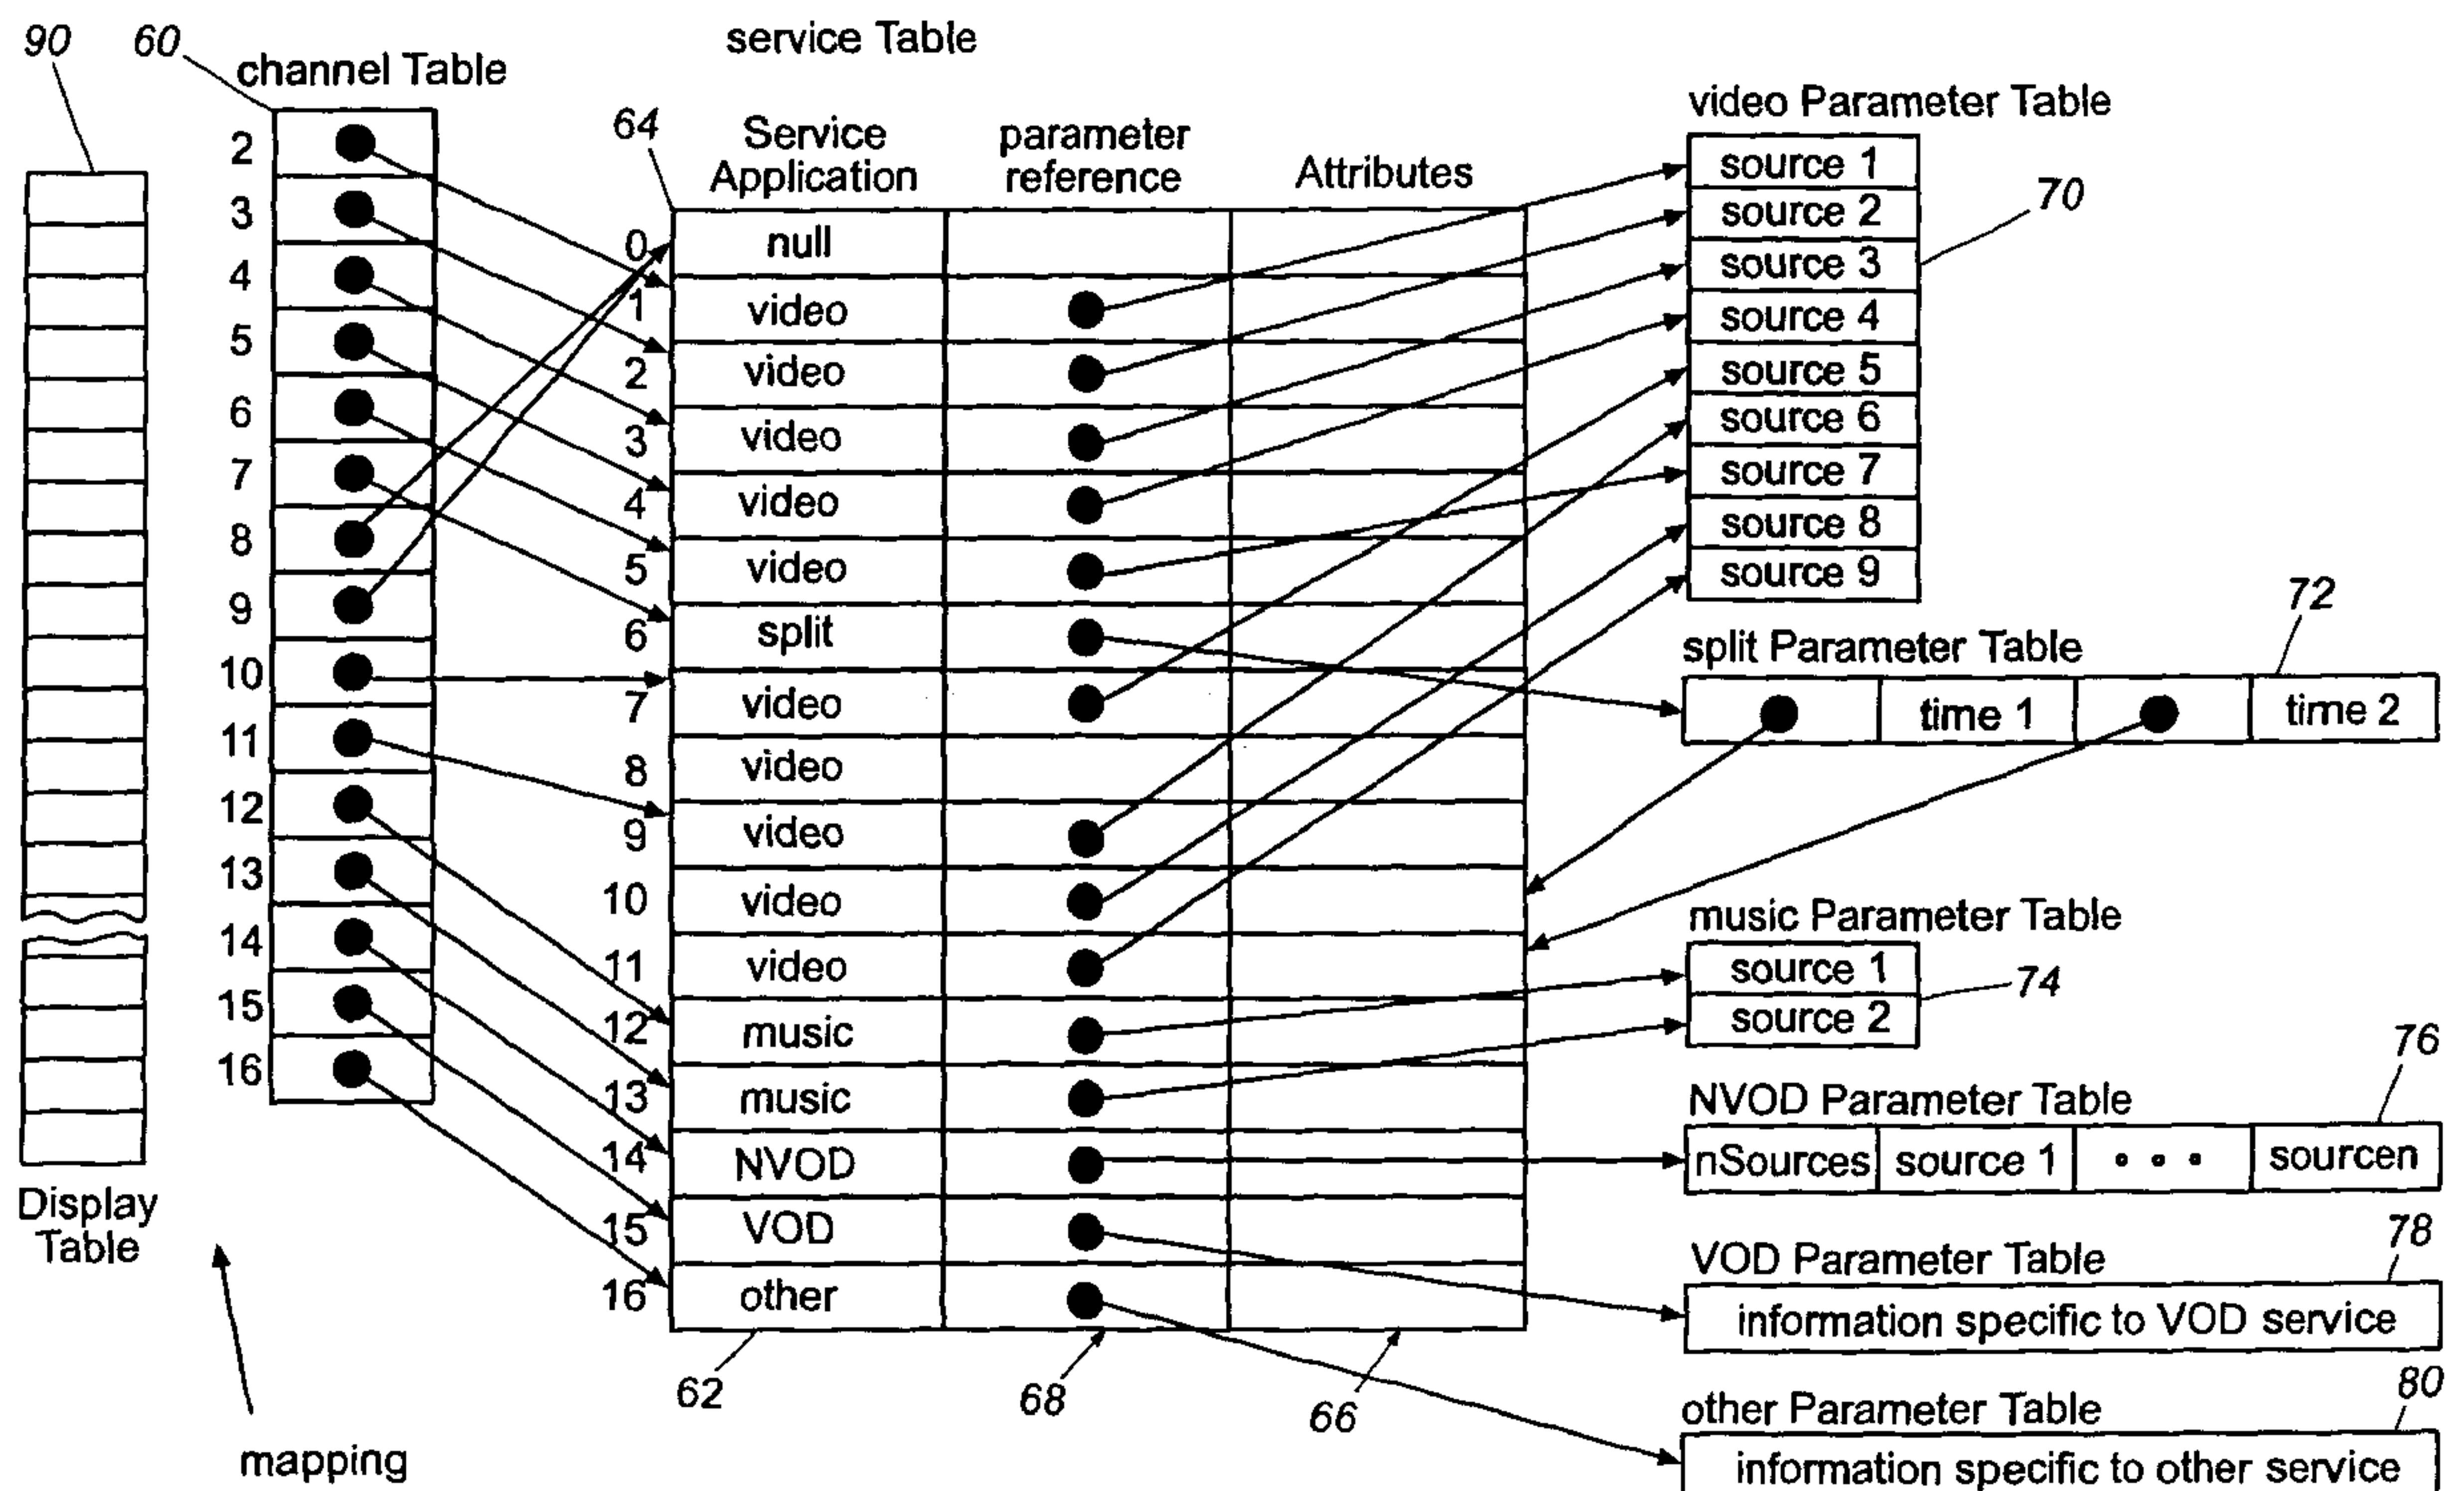 90
60
service Table
channel Table
64
Service
Application
parameter
reference
Attributes
video Parameter Table
2
3
4
5
6
7
8
9
10
11
12
13
14
15
16
0 null
1 video
2 video
3 video
4 video
5 video
6 split
7 video
8 video
9 video
10 video
11 video
12 music
13 music
14 NVOD
15 VOD
16 other
source 1
source 2
source 3
source 4
source 5
source 6
source 7
source 8
source 9
70
72
split Parameter Table
time 1
time 2
music Parameter Table
source 1
source 2
74
76
NVOD Parameter Table
nSources source 1 • • • sourcen
78
VOD Parameter Table
information specific to VOD service
80
other Parameter Table
information specific to other service
Display
Table
62
68
66
mapping